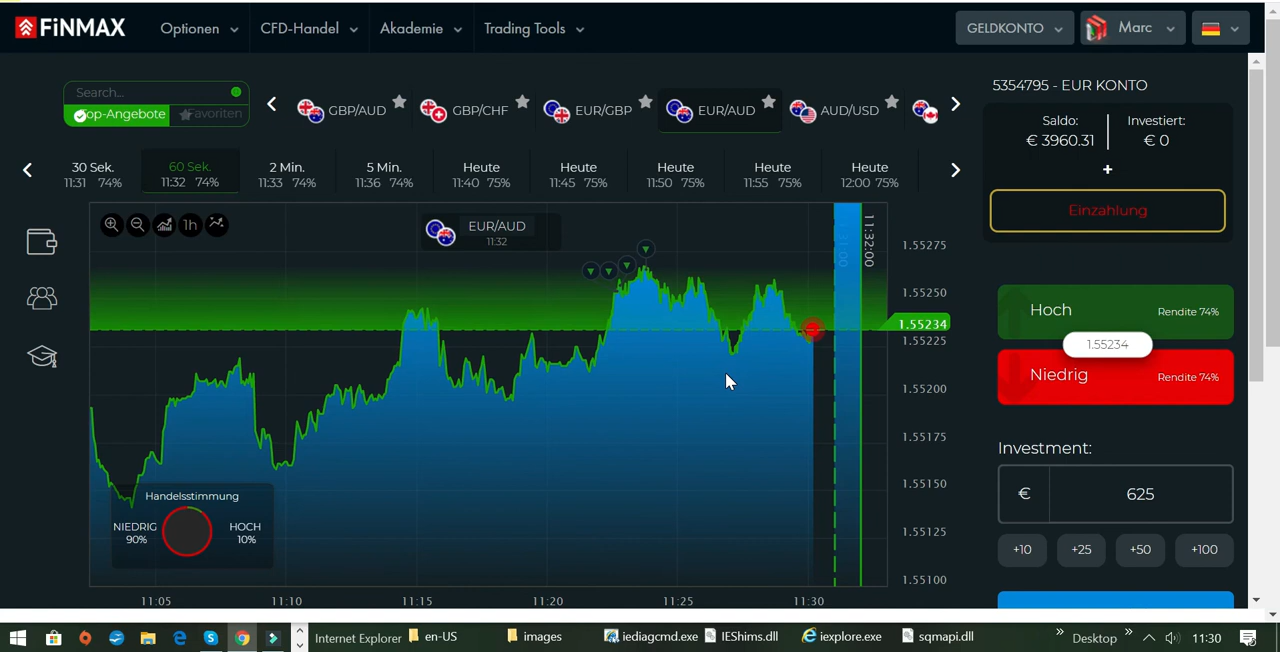 FiNMAX
Optionen CFD-Handel Akademie Trading Tools
GELDKONTO Marc
Search...
Top-Angebote Favoriten
GBP/AUD GBP/CHF EUR/GBP EUR/AUD AUD/USD
30 Sek. 60 Sek. 2 Min. 5 Min. Heute Heute Heute Heute Heute
11:31 74% 11:32 74% 11:33 74% 11:36 74% 11:40 75% 11:45 75% 11:50 75% 11:55 75% 12:00 75%
1h
EUR/AUD
11:32
11:31:00
11:32:00
1.55275
1.55250
1.55234
1.55225
1.55200
1.55175
1.55150
1.55125
1.55100
Handelsstimmung
NIEDRIG HOCH
90% 10%
11:05 11:10 11:15 11:20 11:25 11:30
5354795 - EUR KONTO
Saldo: Investiert:
€ 3960.31 € 0
+
Einzahlung
Hoch Rendite 74%
1.55234
Niedrig Rendite 74%
Investment:
€ 625
+10 +25 +50 +100
Internet Explorer en-US images iediagcmd.exe IEShims.dll iexplore.exe sqmapi.dll Desktop 11:30